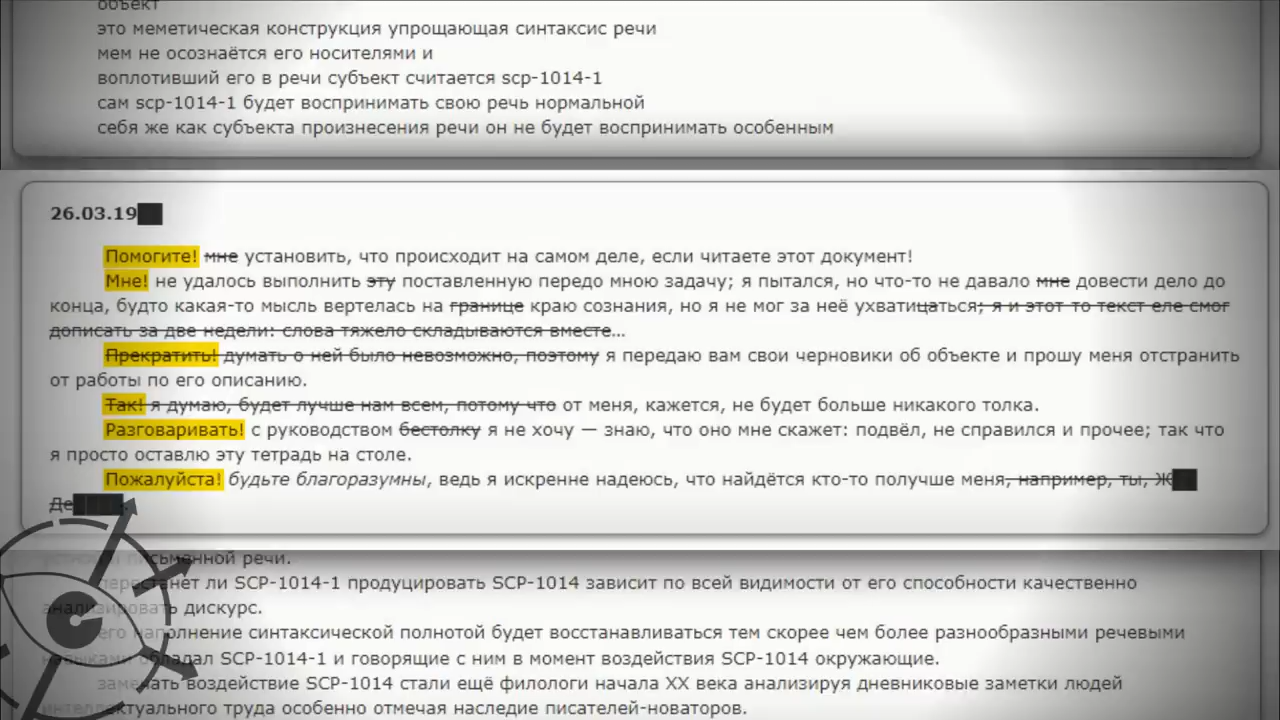 объект
это меметическая конструкция упрощающая синтаксис речи
мем не осознаётся его носителями и
воплотивший его в речи субъект считается scp-1014-1
сам scp-1014-1 будет воспринимать свою речь нормальной
себя же как субъекта произнесения речи он не будет воспринимать особенным
26.03.19
Помогите! мне установить, что происходит на самом деле, если читаете этот документ!
Мне! не удалось выполнить эту поставленную передо мною задачу; я пытался, но что-то не давало мне довести дело до
конца, будто какая-то мысль вертелась на границе краю сознания, но я не мог за неё ухватицаться; я и этот то текст еле смог
дописать за две недели: слова тяжело складываются вместе...
Прекратить! думать о ней было невозможно, поэтому я передаю вам свои черновики об объекте и прошу меня отстранить
от работы по его описанию.
Так! я думаю, будет лучше нам всем, потому что от меня, кажется, не будет больше никакого толка.
Разговаривать! с руководством бестолку я не хочу — знаю, что оно мне скажет: подвёл, не справился и прочее; так что
я просто оставлю эту тетрадь на столе.
Пожалуйста! будьте благоразумны, ведь я искренне надеюсь, что найдётся кто-то получше меня, например, ты, Ж
Де
письменной речи.
перестанет ли SCP-1014-1 продуцировать SCP-1014 зависит по всей видимости от его способности качественно
анализировать дискурс.
его наполнение синтаксической полнотой будет восстанавливаться тем скорее чем более разнообразными речевыми
навыками обладал SCP-1014-1 и говорящие с ним в момент воздействия SCP-1014 окружающие.
замечать воздействие SCP-1014 стали ещё филологи начала XX века анализируя дневниковые заметки людей
интеллектуального труда особенно отмечая наследие писателей-новаторов.